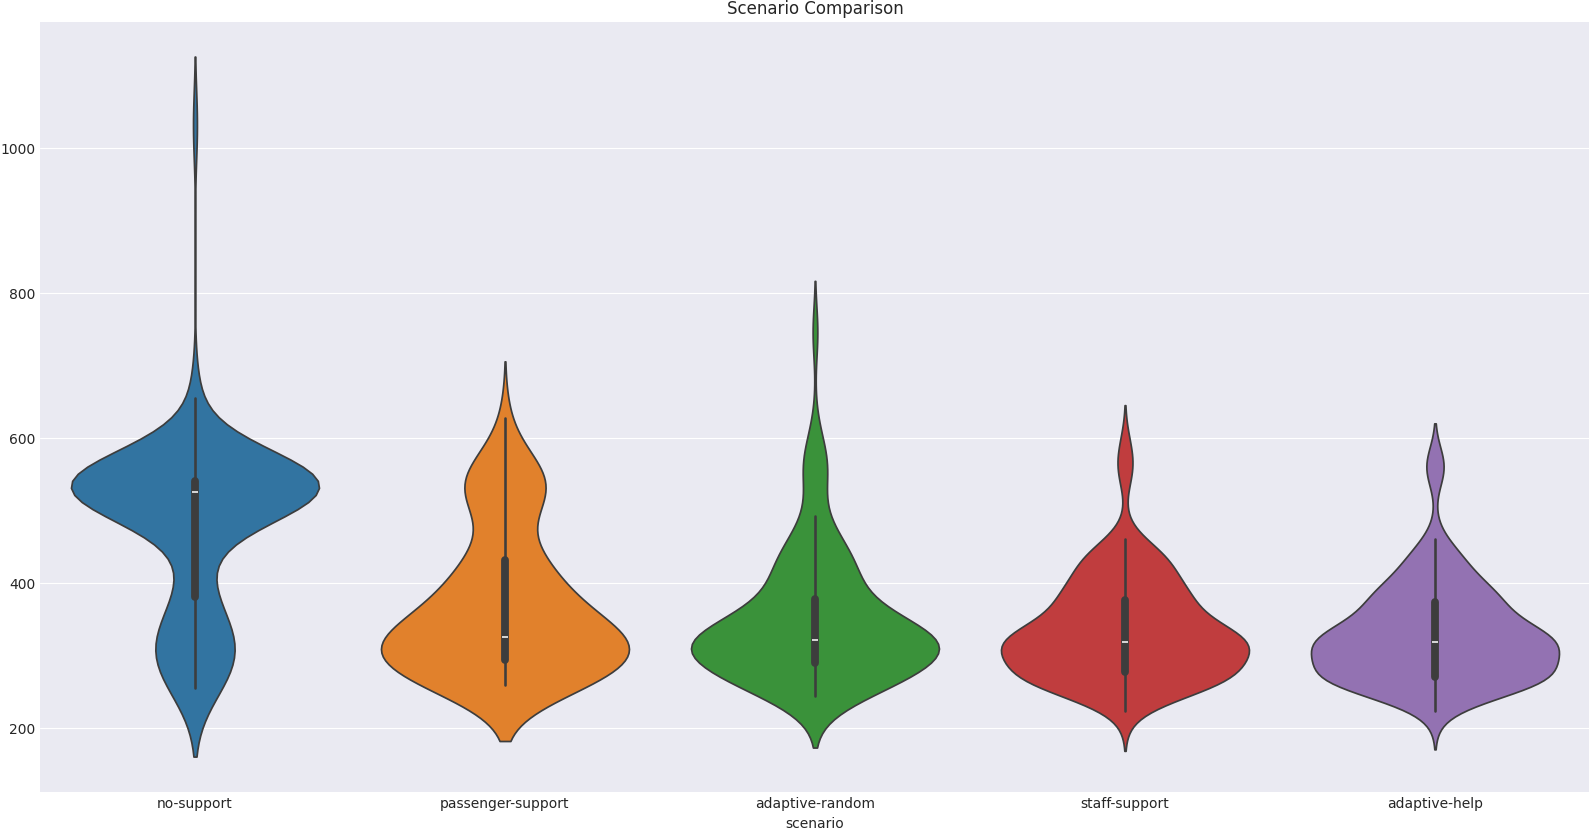 Scenario Comparison
1000
800
600
400
200
no-support passenger-support adaptive-random staff-support adaptive-help
scenario